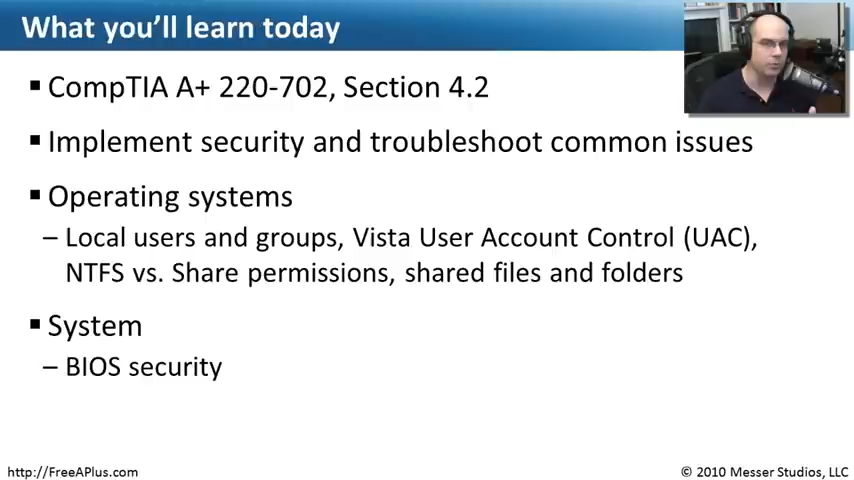 What you'll learn today
▪ CompTIA A+ 220-702, Section 4.2
▪ Implement security and troubleshoot common issues
▪ Operating systems
– Local users and groups, Vista User Account Control (UAC),
NTFS vs. Share permissions, shared files and folders
▪ System
– BIOS security
http://FreeAPlus.com
© 2010 Messer Studios, LLC